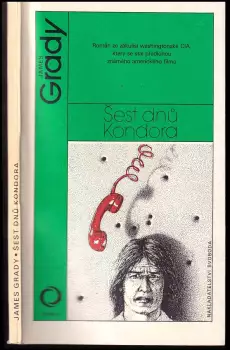 JAMES GRADY • ŠEST DNŮ KONDORA
James
Grady
Román ze zákulisí washingtonské CIA,
který se stal předlohou
známého amerického filmu
Šest dnů
Kondora
NAKLADATELSTVÍ SVOBODA